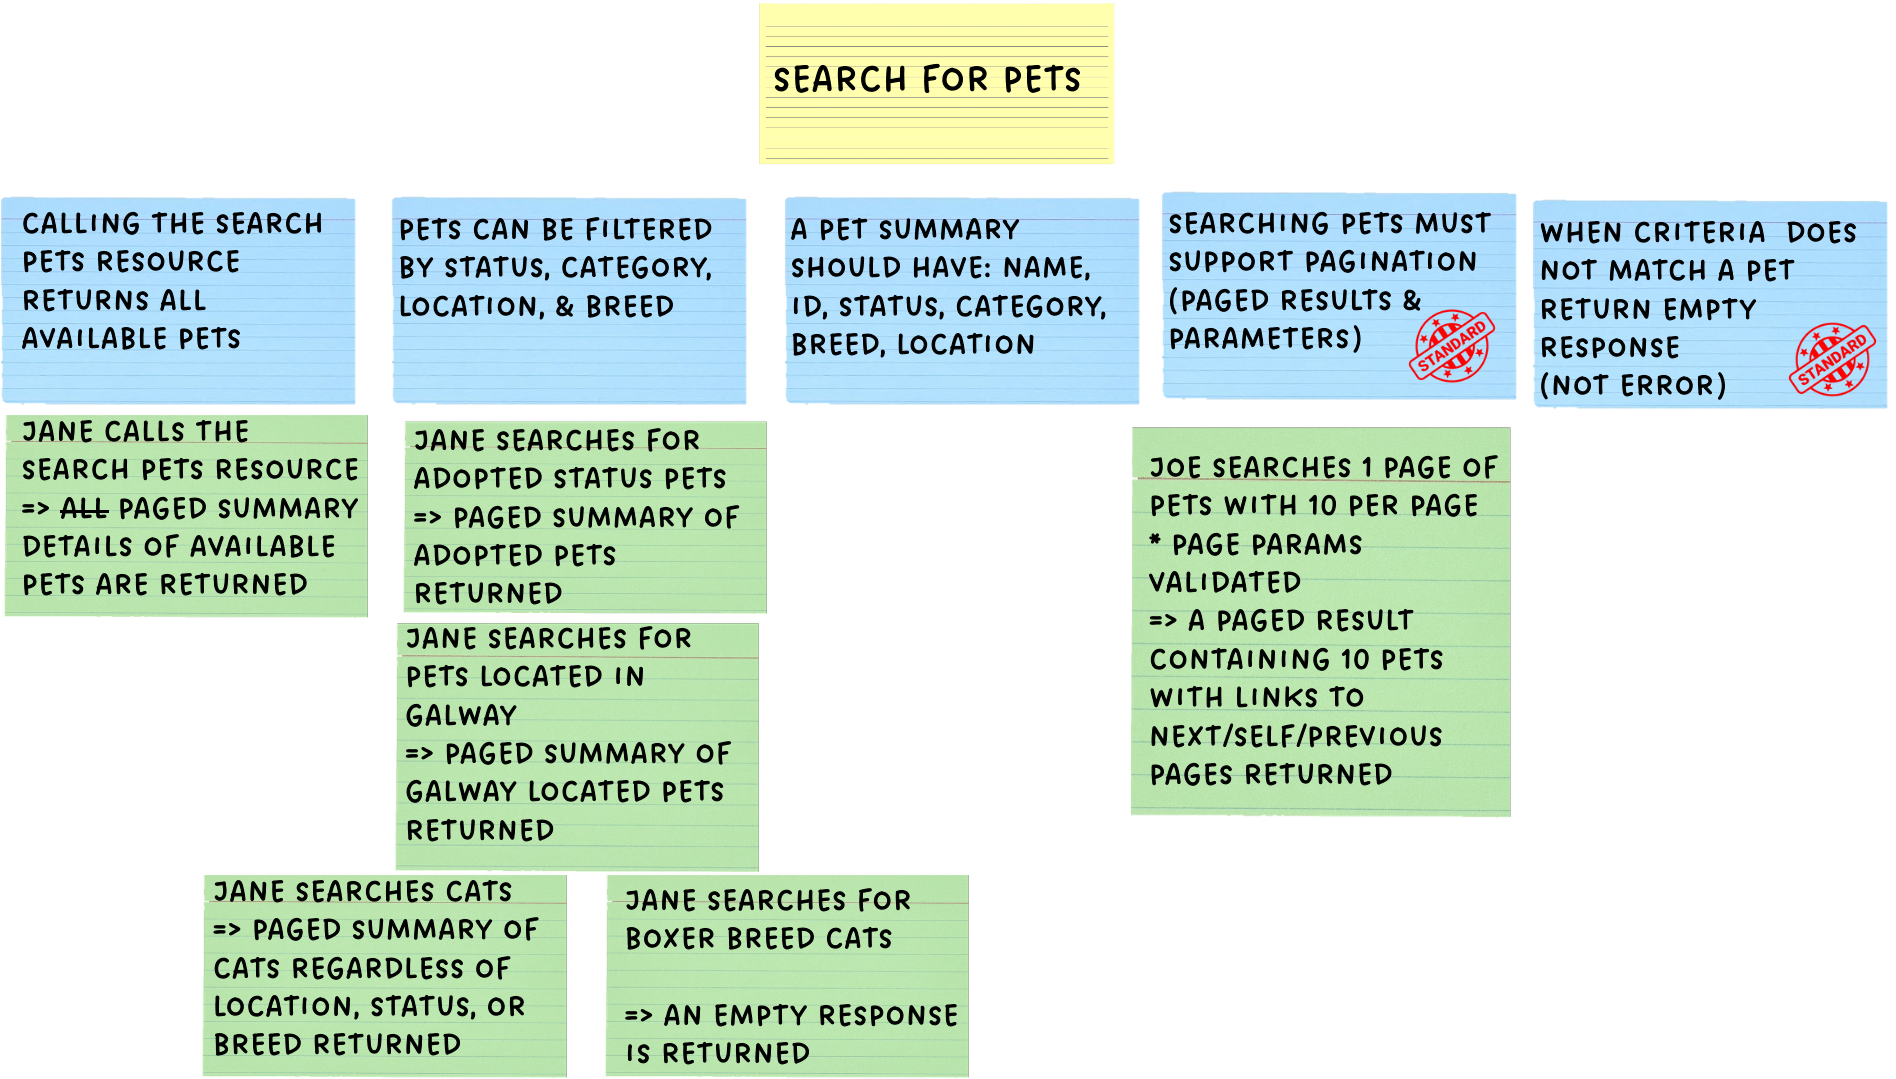 SEARCH FOR PETS
CALLING THE SEARCH
PETS RESOURCE
RETURNS ALL
AVAILABLE PETS
PETS CAN BE FILTERED
BY STATUS, CATEGORY,
LOCATION, & BREED
A PET SUMMARY
SHOULD HAVE: NAME,
ID, STATUS, CATEGORY,
BREED, LOCATION
SEARCHING PETS MUST
SUPPORT PAGINATION
(PAGED RESULTS &
PARAMETERS)
STANDARD
WHEN CRITERIA DOES
NOT MATCH A PET
RETURN EMPTY
RESPONSE
(NOT ERROR)
STANDARD
JANE CALLS THE
SEARCH PETS RESOURCE
=> ALL PAGED SUMMARY
DETAILS OF AVAILABLE
PETS ARE RETURNED
JANE SEARCHES FOR
ADOPTED STATUS PETS
=> PAGED SUMMARY OF
ADOPTED PETS
RETURNED
JANE SEARCHES FOR
PETS LOCATED IN
GALWAY
=> PAGED SUMMARY OF
GALWAY LOCATED PETS
RETURNED
JANE SEARCHES CATS
=> PAGED SUMMARY OF
CATS REGARDLESS OF
LOCATION, STATUS, OR
BREED RETURNED
JANE SEARCHES FOR
BOXER BREED CATS
=> AN EMPTY RESPONSE
IS RETURNED
JOE SEARCHES 1 PAGE OF
PETS WITH 10 PER PAGE
* PAGE PARAMS
VALIDATED
=> A PAGED RESULT
CONTAINING 10 PETS
WITH LINKS TO
NEXT/SELF/PREVIOUS
PAGES RETURNED